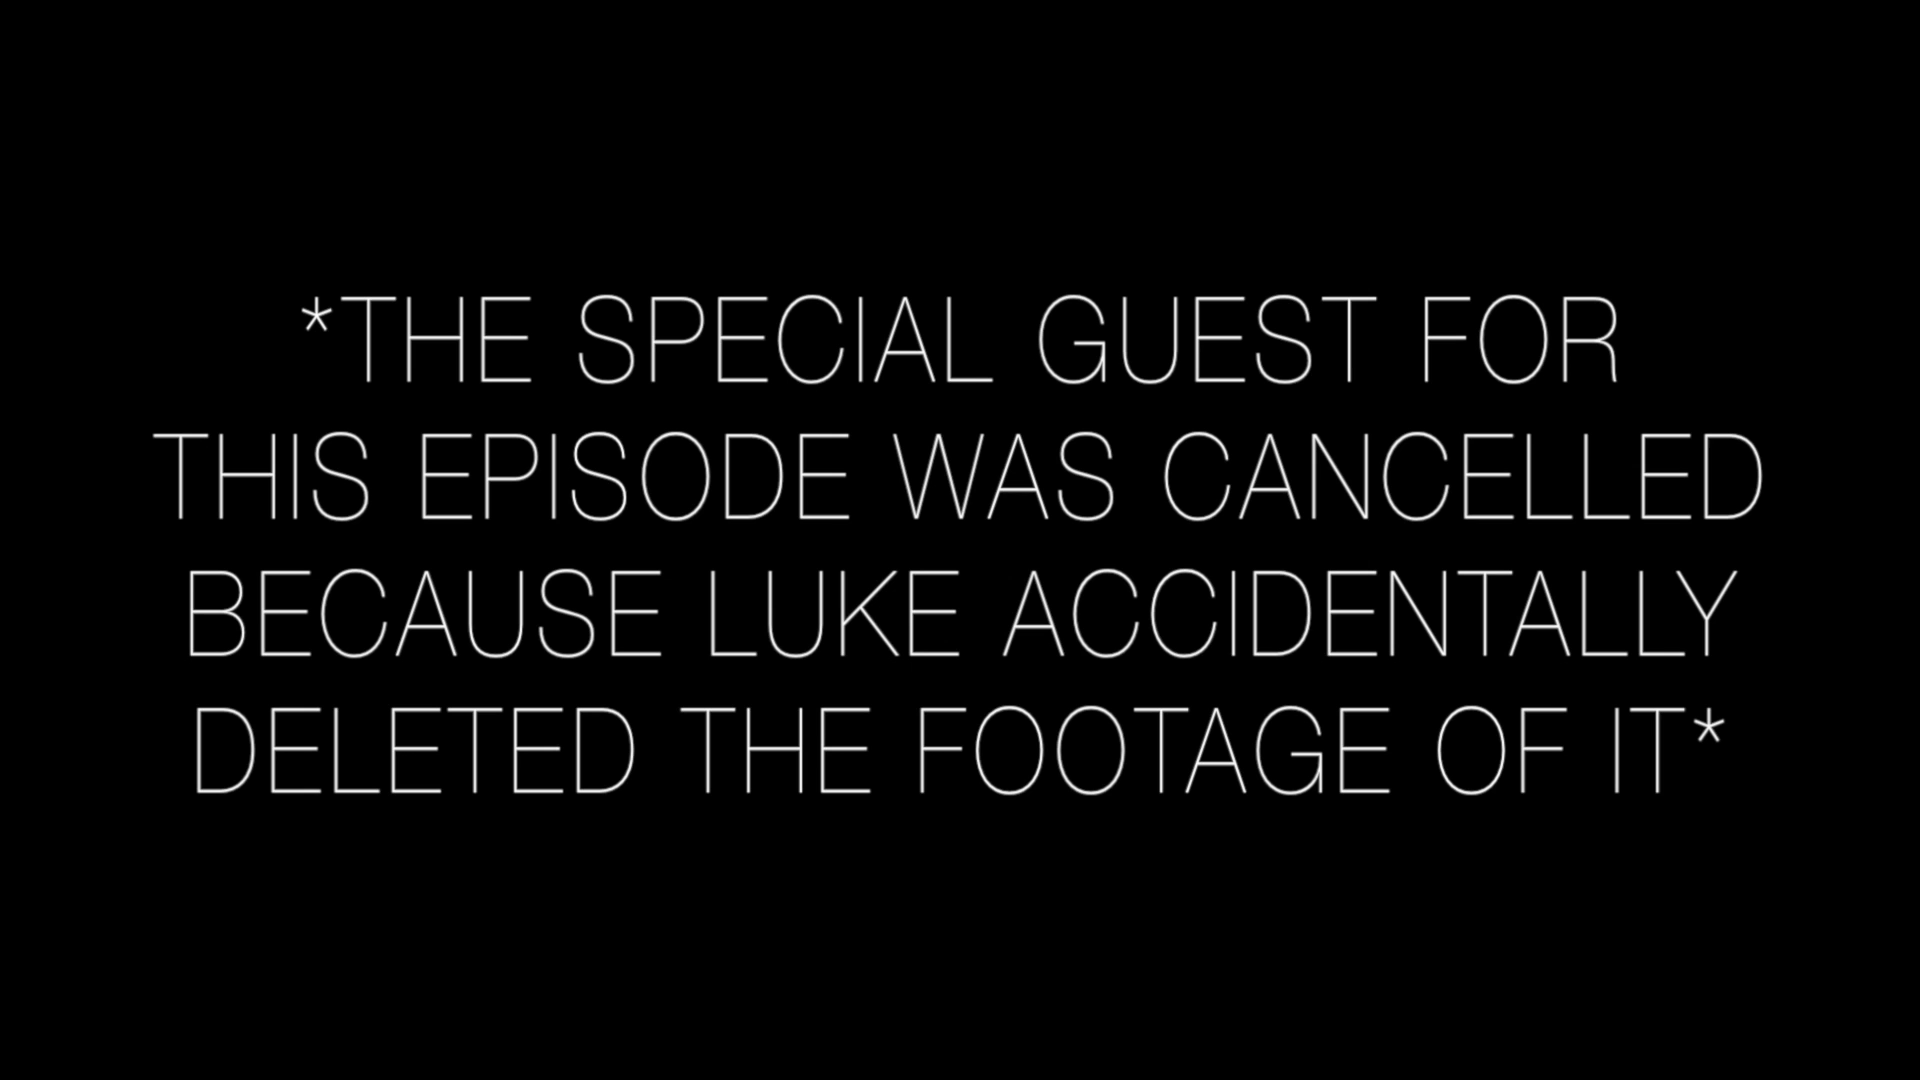 *THE SPECIAL GUEST FOR
THIS EPISODE WAS CANCELLED
BECAUSE LUKE ACCIDENTALLY
DELETED THE FOOTAGE OF IT*